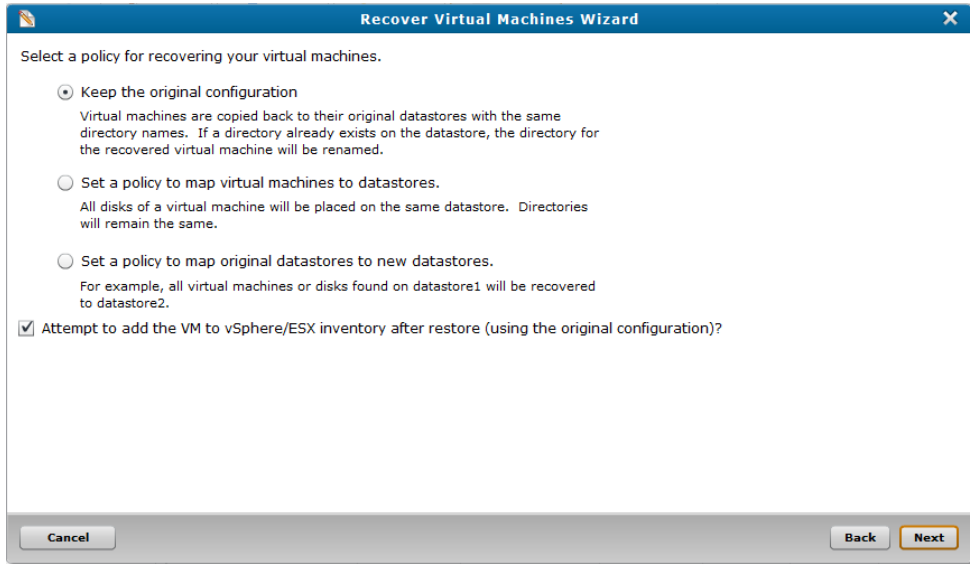 Recover Virtual Machines Wizard
Select a policy for recovering your virtual machines.
Keep the original configuration
Virtual machines are copied back to their original datastores with the same
directory names.  If a directory already exists on the datastore, the directory for
the recovered virtual machine will be renamed.
Set a policy to map virtual machines to datastores.
All disks of a virtual machine will be placed on the same datastore.  Directories
will remain the same.
Set a policy to map original datastores to new datastores.
For example, all virtual machines or disks found on datastore1 will be recovered
to datastore2.
Attempt to add the VM to vSphere/ESX inventory after restore (using the original configuration)?
Cancel
Back
Next